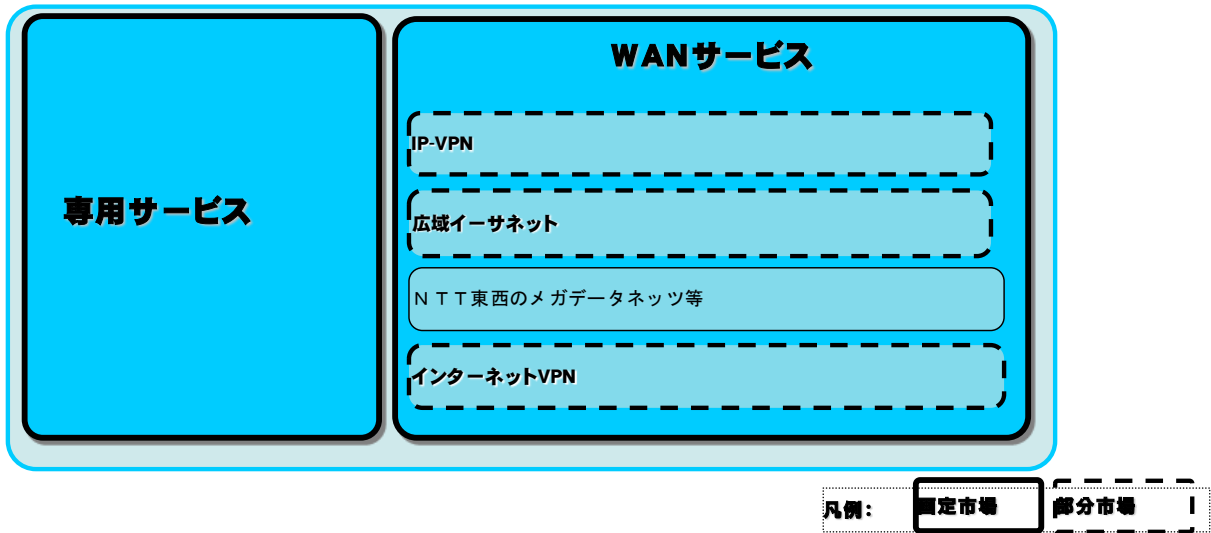 WANサービス
専用サービス
IP-VPN
広域イーサネット
NTT東西のメガデータネッツ等
インターネットVPN
凡例:
画定市場
部分市場